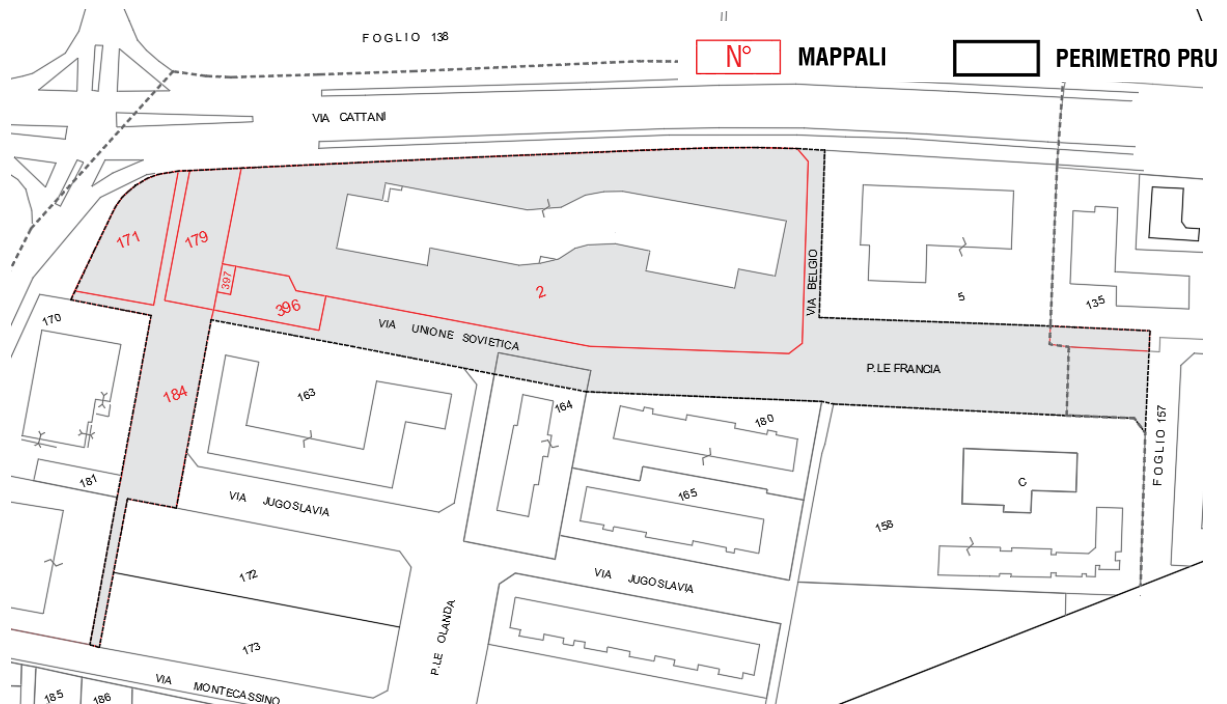 FOGLIO 138
N° MAPPALI
PERIMETRO PRU
VIA CATTANI
171
179
397
396
2
VIA BELGIO
5
135
170
VIA UNIONE SOVIETICA
P.LE FRANCIA
184
163
164
180
FOGLIO 157
181
165
C
VIA JUGOSLAVIA
158
172
VIA JUGOSLAVIA
173
P.LE OLANDA
VIA MONTECASSINO
185
186